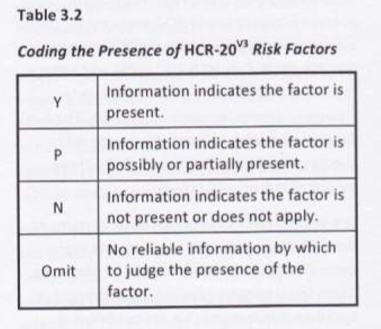 Table 3.2
Coding the Presence of HCR-20V3 Risk Factors
Y
Information indicates the factor is
present.
P
Information indicates the factor is
possibly or partially present.
N
Information indicates the factor is
not present or does not apply.
Omit
No reliable information by which
to judge the presence of the
factor.